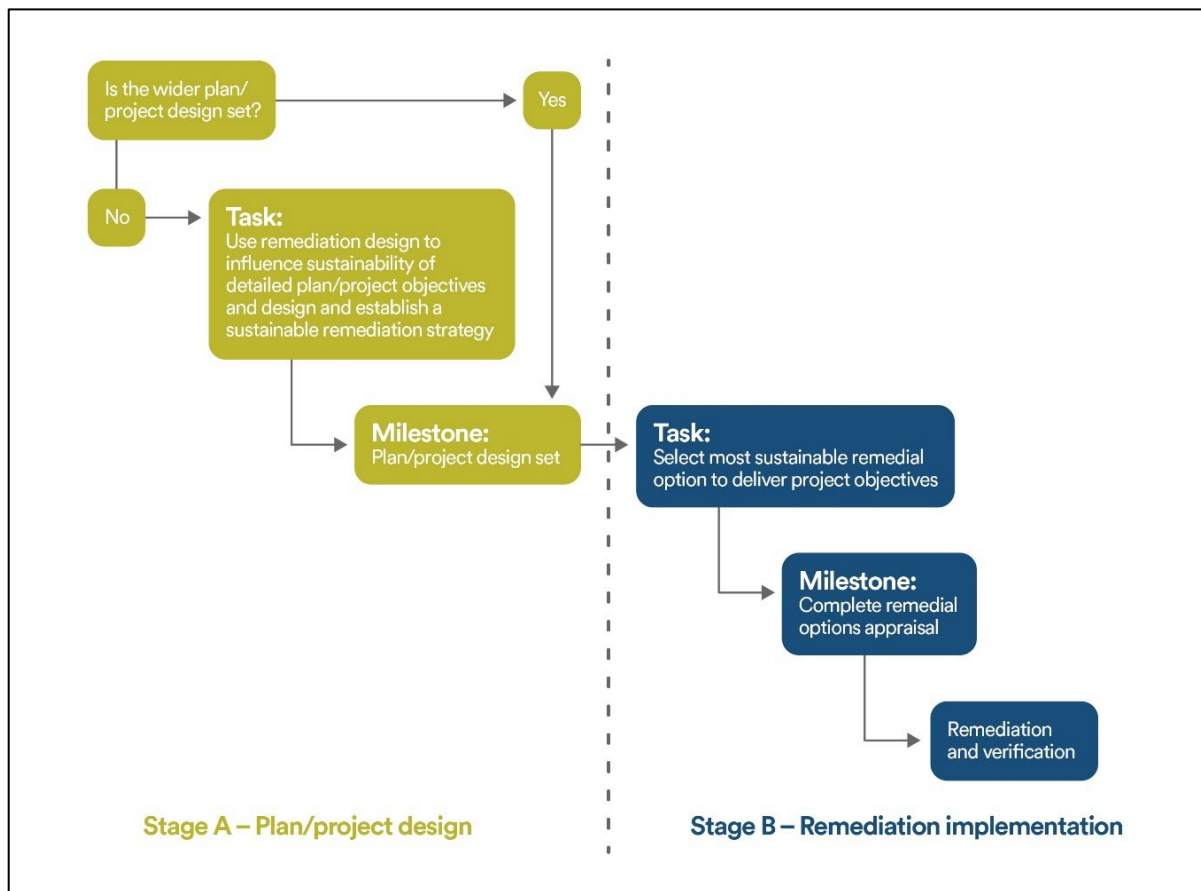 Is the wider plan/
project design set?
Yes
No
Task:
Use remediation design to
influence sustainability of
detailed plan/project objectives
and design and establish a
sustainable remediation strategy
Milestone:
Plan/project design set
Task:
Select most sustainable remedial
option to deliver project objectives
Milestone:
Complete remedial
options appraisal
Remediation
and verification
Stage A – Plan/project design
Stage B – Remediation implementation